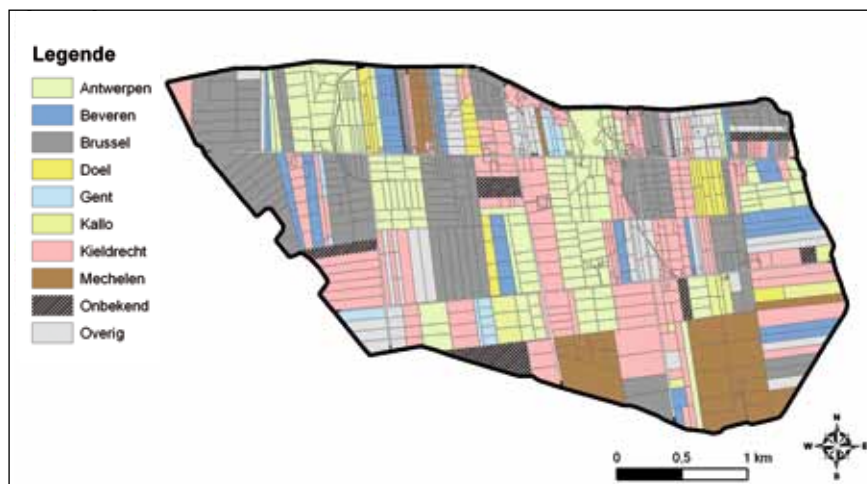 Legende
Antwerpen
Beveren
Brussel
Doel
Gent
Kallo
Kieldrecht
Mechelen
Onbekend
Overig
N
W E
S
0 0,5 1 km